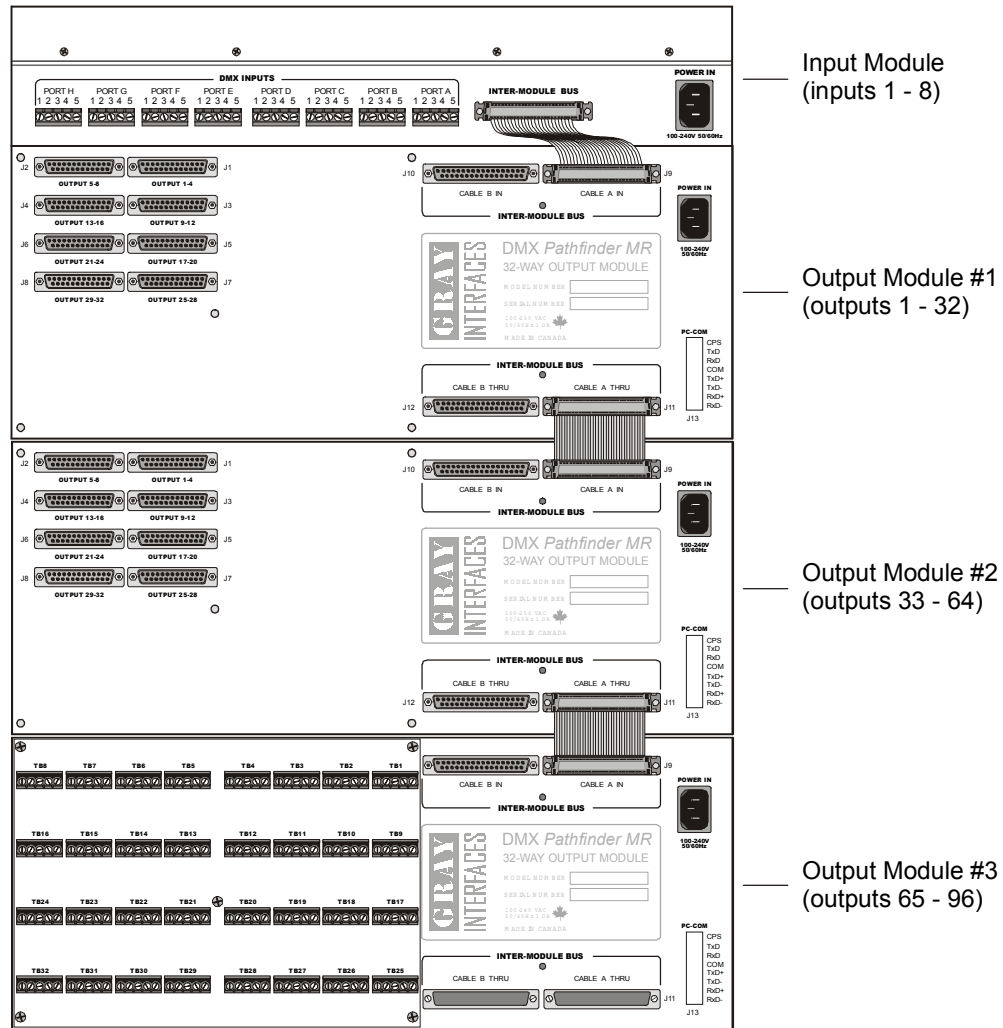 Input Module
(inputs 1 - 8)
DMX INPUTS
PORT H PORT G PORT F PORT E PORT D PORT C PORT B PORT A
1 2 3 4 5 1 2 3 4 5 1 2 3 4 5 1 2 3 4 5 1 2 3 4 5 1 2 3 4 5 1 2 3 4 5 1 2 3 4 5
INTER-MODULE BUS
POWER IN
100-240V 50/60Hz
Output Module #1
(outputs 1 - 32)
J2 J1
OUTPUT 5-8 OUTPUT 1-4
J4 J3
OUTPUT 13-16 OUTPUT 9-12
J6 J5
OUTPUT 21-24 OUTPUT 17-20
J8 J7
OUTPUT 29-32 OUTPUT 25-28
J10 J9
CABLE B IN CABLE A IN
INTER-MODULE BUS
POWER IN
100-240V
50/60Hz
GRAY
INTERFACES
DMX Pathfinder MR
32-WAY OUTPUT MODULE
MODEL NUMBER
SERIAL NUMBER
MADE IN CANADA
INTER-MODULE BUS
CABLE B THRU CABLE A THRU
J12 J11
PC-COM
CPS
TxD
RxD
COM
TxD+
TxD-
RxD+
RxD-
J13
Output Module #2
(outputs 33 - 64)
J2 J1
OUTPUT 5-8 OUTPUT 1-4
J4 J3
OUTPUT 13-16 OUTPUT 9-12
J6 J5
OUTPUT 21-24 OUTPUT 17-20
J8 J7
OUTPUT 29-32 OUTPUT 25-28
J10 J9
CABLE B IN CABLE A IN
INTER-MODULE BUS
POWER IN
100-240V
50/60Hz
GRAY
INTERFACES
DMX Pathfinder MR
32-WAY OUTPUT MODULE
MODEL NUMBER
SERIAL NUMBER
MADE IN CANADA
INTER-MODULE BUS
CABLE B THRU CABLE A THRU
J12 J11
PC-COM
CPS
TxD
RxD
COM
TxD+
TxD-
RxD+
RxD-
J13
Output Module #3
(outputs 65 - 96)
TB8 TB7 TB6 TB5 TB4 TB3 TB2 TB1
TB16 TB15 TB14 TB13 TB12 TB11 TB10 TB9
TB24 TB23 TB22 TB21 TB20 TB19 TB18 TB17
TB32 TB31 TB30 TB29 TB28 TB27 TB26 TB25
J9
CABLE B IN CABLE A IN
INTER-MODULE BUS
POWER IN
100-240V
50/60Hz
GRAY
INTERFACES
DMX Pathfinder MR
32-WAY OUTPUT MODULE
MODEL NUMBER
SERIAL NUMBER
MADE IN CANADA
INTER-MODULE BUS
CABLE B THRU CABLE A THRU
J11
PC-COM
CPS
TxD
RxD
COM
TxD+
TxD-
RxD+
RxD-
J13